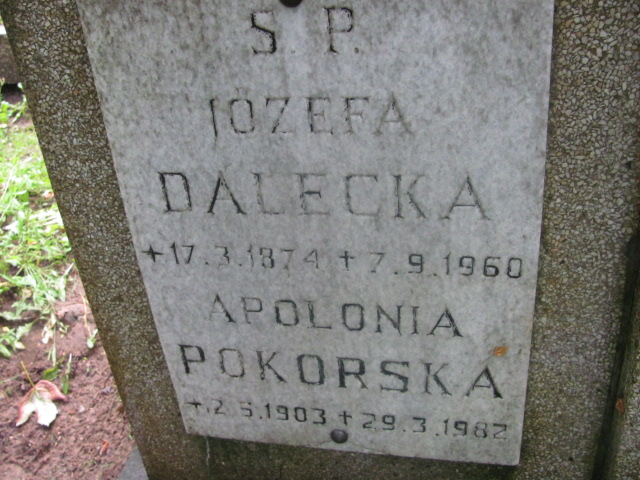 S. P.
JÓZEFA
DALECKA
+17.3.1874 +7.9.1960
APOLONIA
POKORSKA
+2.5.1903 +29.3.1982